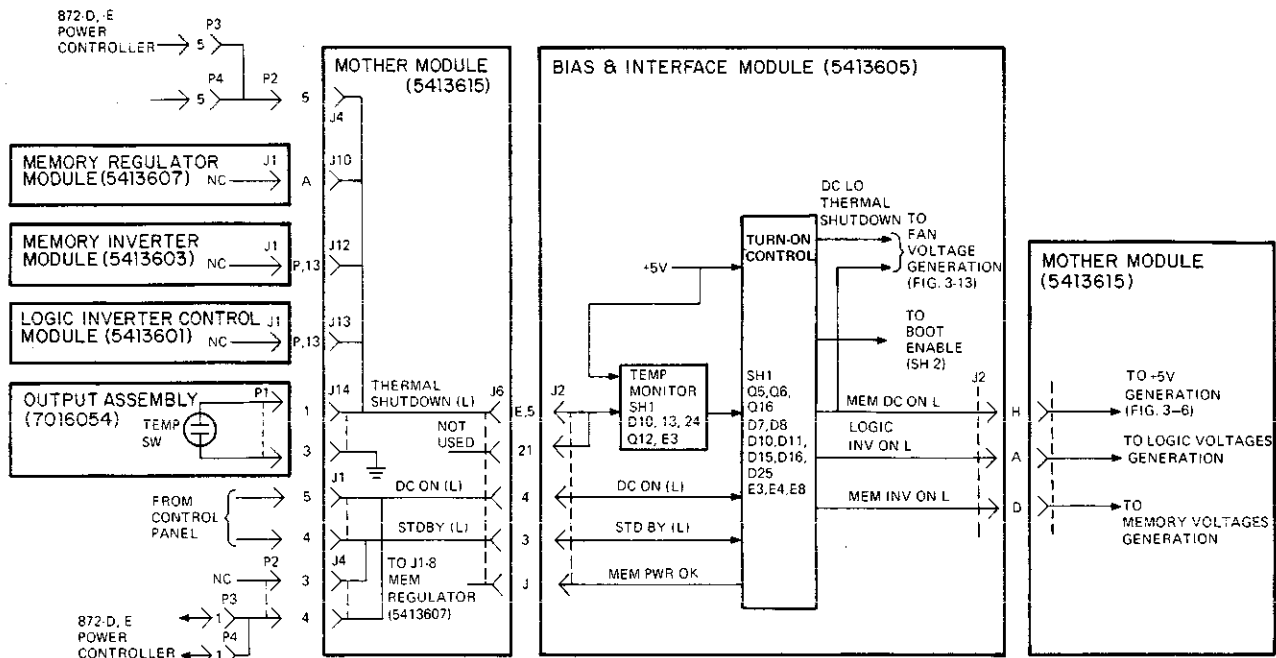 872-D, -E
POWER
CONTROLLER
P3
5
P4
P2
5
5
MEMORY REGULATOR
MODULE (5413607)
J1
NC
A
MEMORY INVERTER
MODULE (5413603)
J1
NC
P,13
LOGIC INVERTER CONTROL
MODULE (5413601)
J1
NC
P,13
OUTPUT ASSEMBLY
(7016054)
P1
TEMP
SW
1
3
FROM
CONTROL
PANEL
5
4
P2
NC
3
P3
1
4
872-D, E
POWER
CONTROLLER
P4
1
MOTHER MODULE
(5413615)
J4
J10
J12
J13
J14
THERMAL
SHUTDOWN (L)
J6
NOT
USED
J1
DC ON (L)
STDBY (L)
J4
TO J1-8
MEM
REGULATOR
(5413607)
E,5
21
4
3
J
BIAS & INTERFACE MODULE (5413605)
J2
+5V
TEMP
MONITOR
SH1
D10, 13, 24
Q12, E3
DC ON (L)
STD BY (L)
MEM PWR OK
TURN-ON
CONTROL
SH1
Q5,Q6,
Q16
D7,D8
D10,D11,
D15,D16,
D25
E3,E4,E8
DC LO
THERMAL
SHUTDOWN
TO
FAN
VOLTAGE
GENERATION
(FIG. 3-13)
TO
BOOT
ENABLE
(SH 2)
J2
MEM DC ON L
LOGIC
INV ON L
MEM INV ON L
H
A
D
MOTHER MODULE
(5413615)
TO +5V
GENERATION
(FIG. 3-6)
TO LOGIC VOLTAGES
GENERATION
TO
MEMORY VOLTAGES
GENERATION